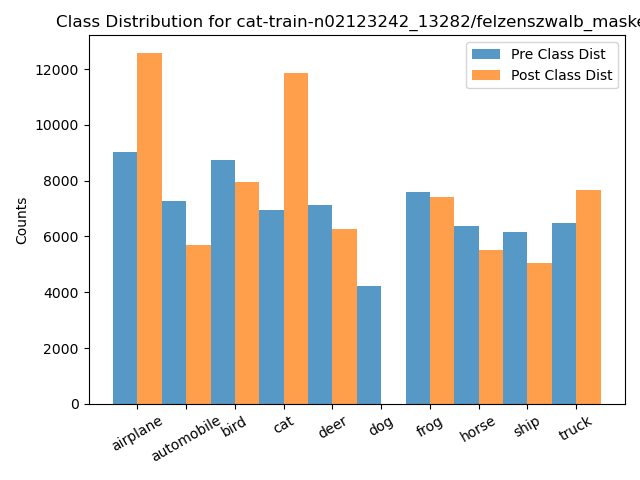 Class Distribution for cat-train-n02123242_13282/felzenszwalb_maske
Pre Class Dist
Post Class Dist
Counts
12000
10000
8000
6000
4000
2000
0
airplane
automobile
bird
cat
deer
dog
frog
horse
ship
truck